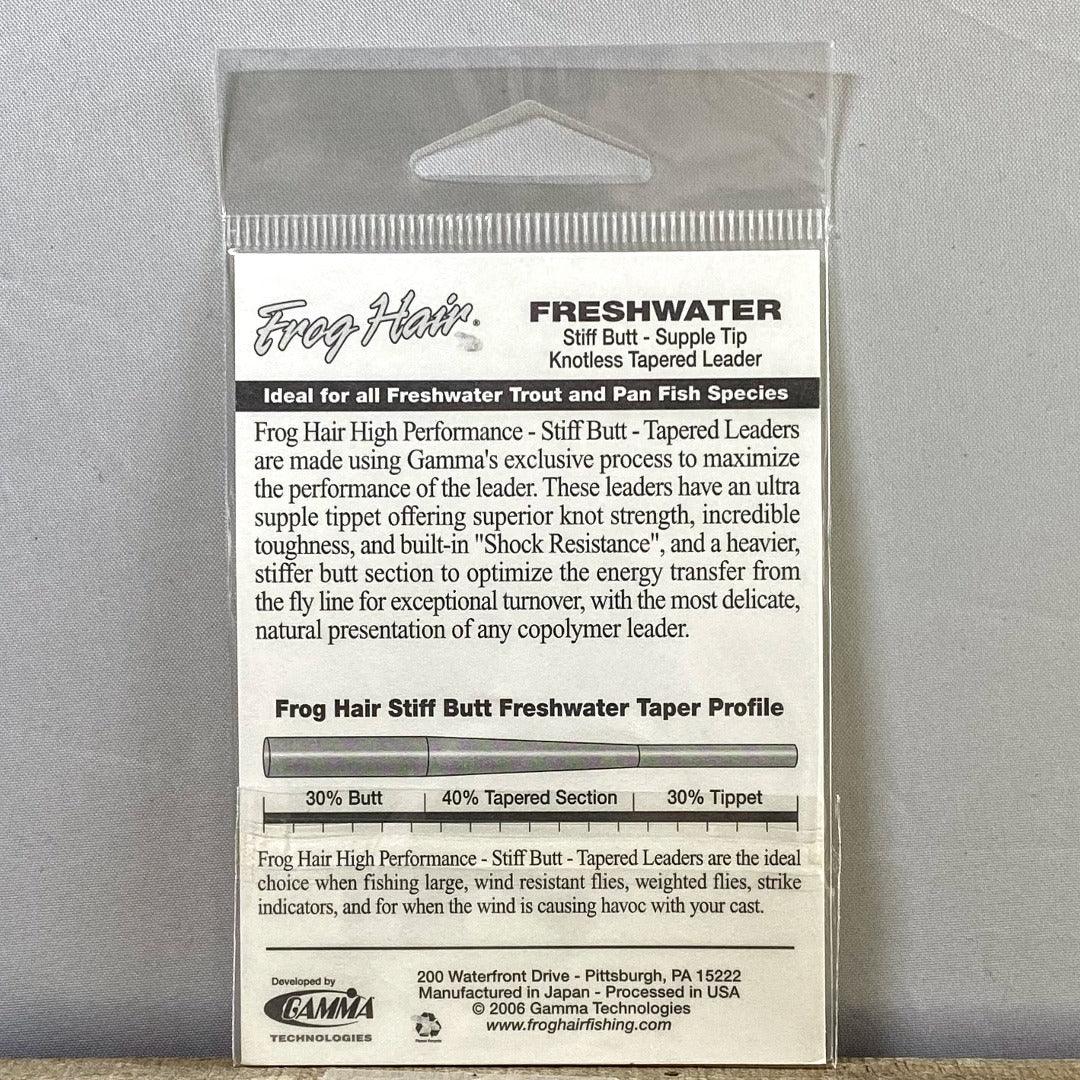 Frog Hair®
FRESHWATER
Stiff Butt - Supple Tip
Knotless Tapered Leader
Ideal for all Freshwater Trout and Pan Fish Species
Frog Hair High Performance - Stiff Butt - Tapered Leaders
are made using Gamma's exclusive process to maximize
the performance of the leader. These leaders have an ultra
supple tippet offering superior knot strength, incredible
toughness, and built-in "Shock Resistance", and a heavier,
stiffer butt section to optimize the energy transfer from
the fly line for exceptional turnover, with the most delicate,
natural presentation of any copolymer leader.
Frog Hair Stiff Butt Freshwater Taper Profile
30% Butt 40% Tapered Section 30% Tippet
Frog Hair High Performance - Stiff Butt - Tapered Leaders are the ideal
choice when fishing large, wind resistant flies, weighted flies, strike
indicators, and for when the wind is causing havoc with your cast.
Developed by
GAMMA
TECHNOLOGIES
Please Recycle
200 Waterfront Drive - Pittsburgh, PA 15222
Manufactured in Japan - Processed in USA
© 2006 Gamma Technologies
www.froghairfishing.com